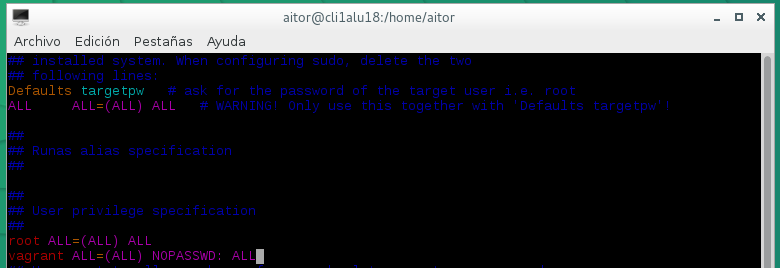 aitor@cli1alu18:/home/aitor
Archivo Edición Pestañas Ayuda
## installed system. When configuring sudo, delete the two
## following lines:
Defaults targetpw # ask for the password of the target user i.e. root
ALL ALL=(ALL) ALL # WARNING! Only use this together with 'Defaults targetpw'!
##
## Runas alias specification
##
##
## User privilege specification
##
root ALL=(ALL) ALL
vagrant ALL=(ALL) NOPASSWD: ALL